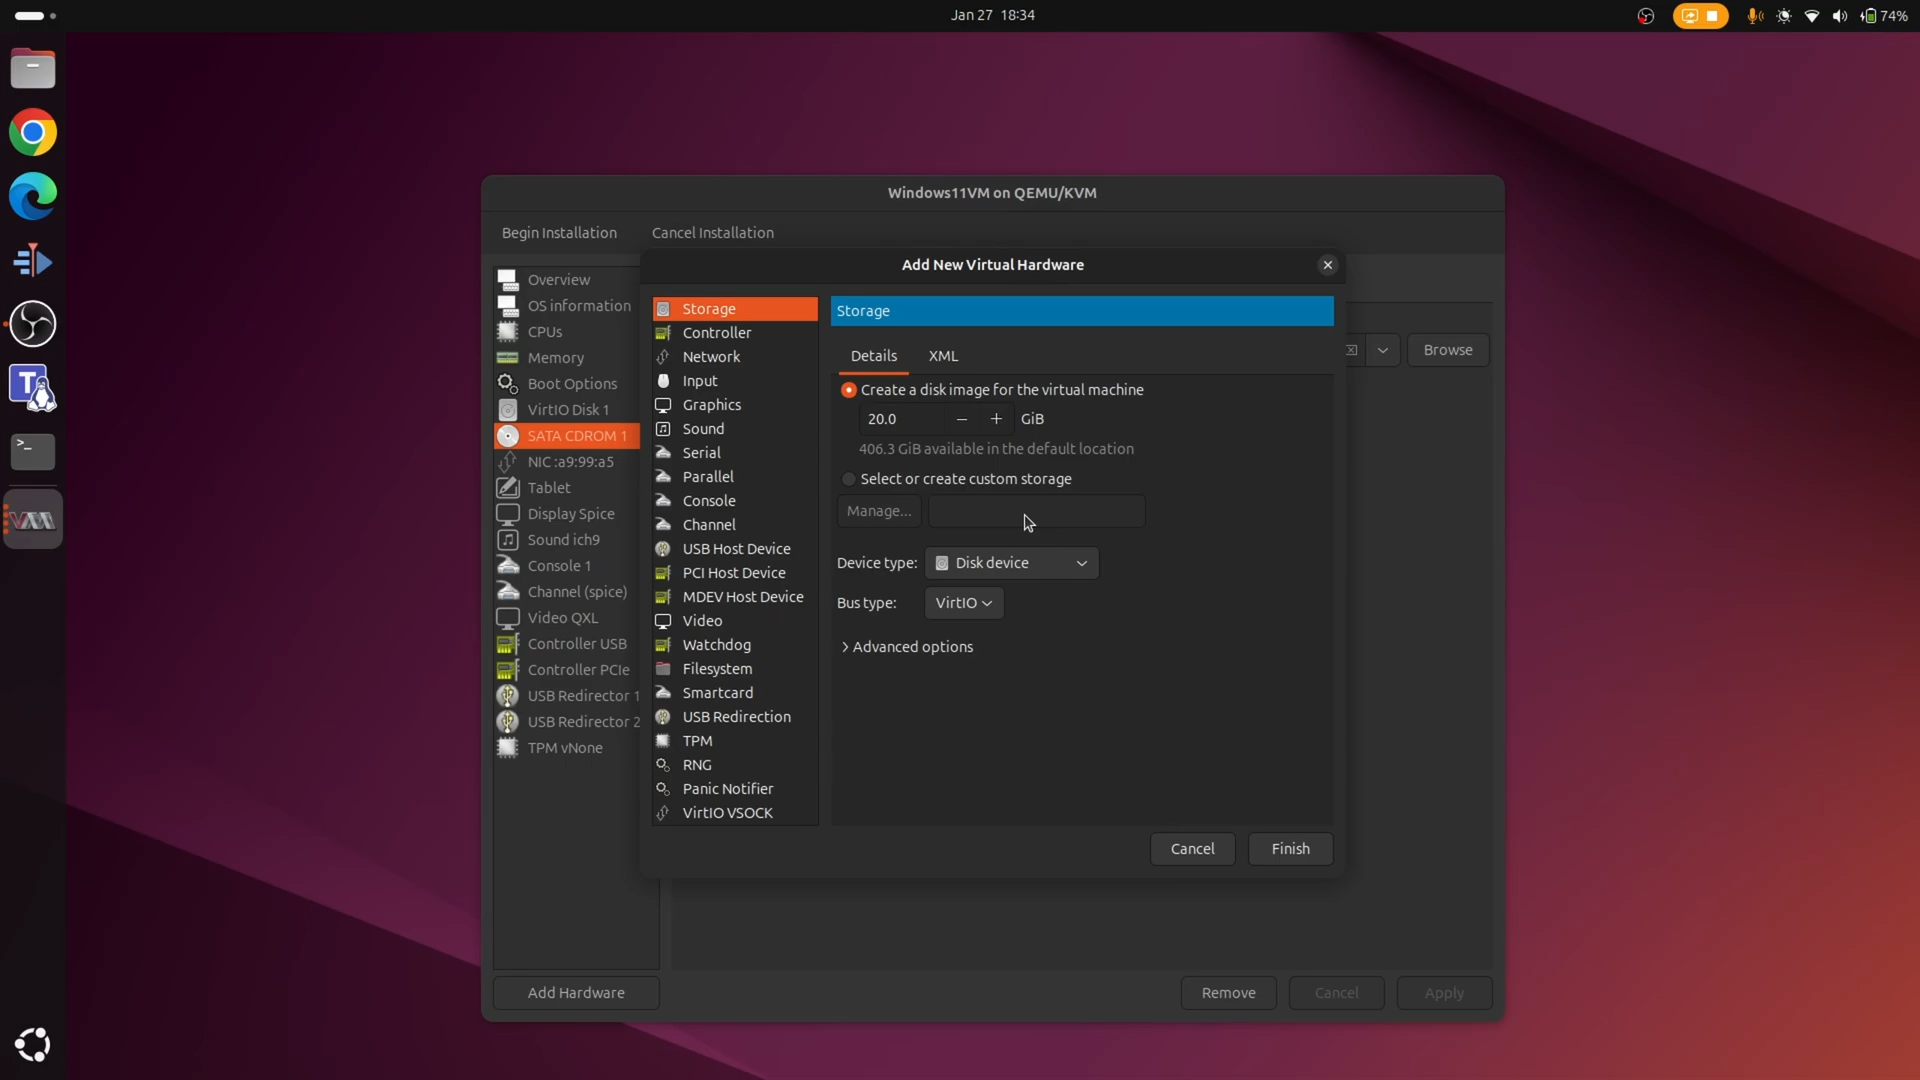 Jan 27 18:34
74%
Windows11VM on QEMU/KVM
Begin Installation
Cancel Installation
Overview
OS information
CPUs
Memory
Boot Options
VirtIO Disk 1
SATA CDROM 1
NIC :a9:99:a5
Tablet
Display Spice
Sound ich9
Console 1
Channel (spice)
Video QXL
Controller USB
Controller PCIe
USB Redirector 1
USB Redirector 2
TPM vNone
Add Hardware
Browse
Remove
Cancel
Apply
Add New Virtual Hardware
Storage
Controller
Network
Input
Graphics
Sound
Serial
Parallel
Console
Channel
USB Host Device
PCI Host Device
MDEV Host Device
Video
Watchdog
Filesystem
Smartcard
USB Redirection
TPM
RNG
Panic Notifier
VirtIO VSOCK
Storage
Details
XML
Create a disk image for the virtual machine
20.0 − + GiB
406.3 GiB available in the default location
Select or create custom storage
Manage...
Device type: Disk device
Bus type: VirtIO
Advanced options
Cancel
Finish
T
>_
VM